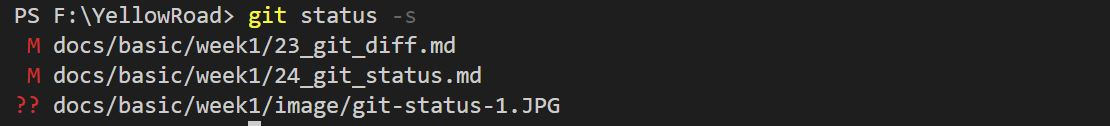 PS F:\YellowRoad> git status -s
 M docs/basic/week1/23_git_diff.md
 M docs/basic/week1/24_git_status.md
?? docs/basic/week1/image/git-status-1.JPG